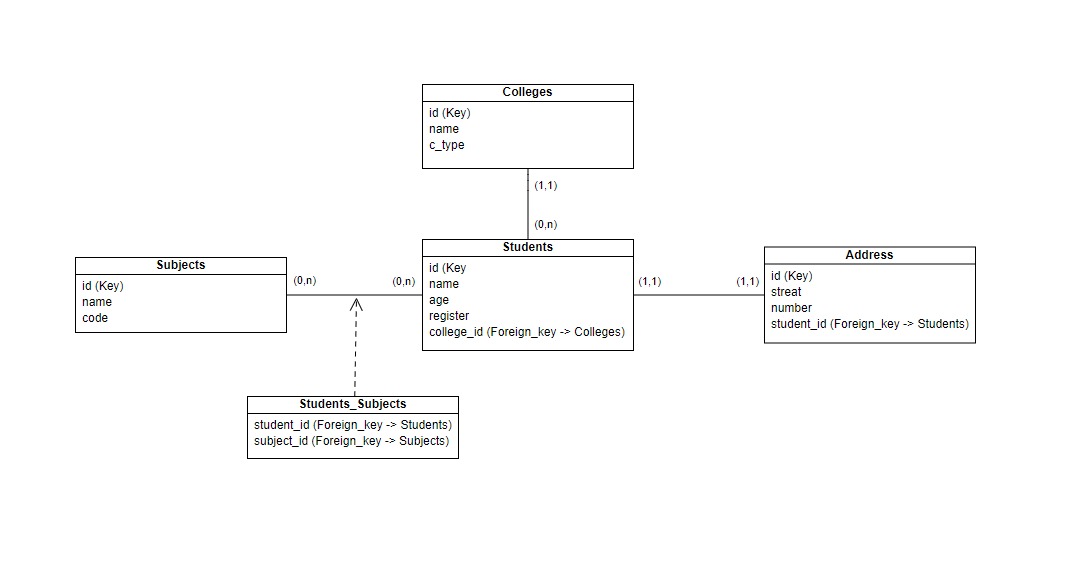 Colleges
id (Key)
name
c_type
(1,1)
(0,n)
Students
id (Key
name
age
register
college_id (Foreign_key -> Colleges)
Subjects
id (Key)
name
code
(0,n)
(0,n)
(1,1)
(1,1)
Address
id (Key)
streat
number
student_id (Foreign_key -> Students)
Students_Subjects
student_id (Foreign_key -> Students)
subject_id (Foreign_key -> Subjects)